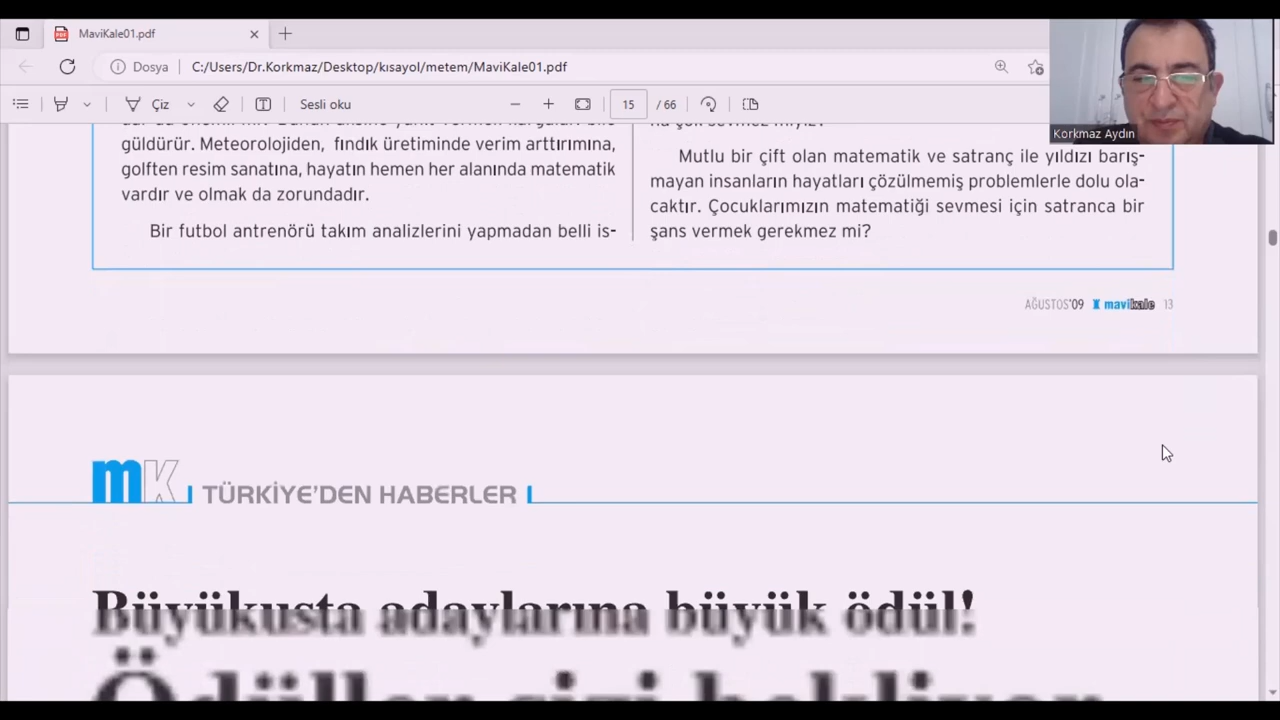 MaviKale01.pdf
Dosya
C:/Users/Dr.Korkmaz/Desktop/kısayol/metem/MaviKale01.pdf
Çiz
Sesli oku
15 / 66
Korkmaz Aydın
güldürür. Meteorolojiden, fındık üretiminde verim arttırımına,
golften resim sanatına, hayatın hemen her alanında matematik
vardır ve olmak da zorundadır.
Bir futbol antrenörü takım analizlerini yapmadan belli is-
Mutlu bir çift olan matematik ve satranç ile yıldızı barış-
mayan insanların hayatları çözülmemiş problemlerle dolu ola-
caktır. Çocuklarımızın matematiği sevmesi için satranca bir
şans vermek gerekmez mi?
AĞUSTOS'09 mavikale 13
mk TÜRKİYE'DEN HABERLER
Büyükusta adaylarına büyük ödül!